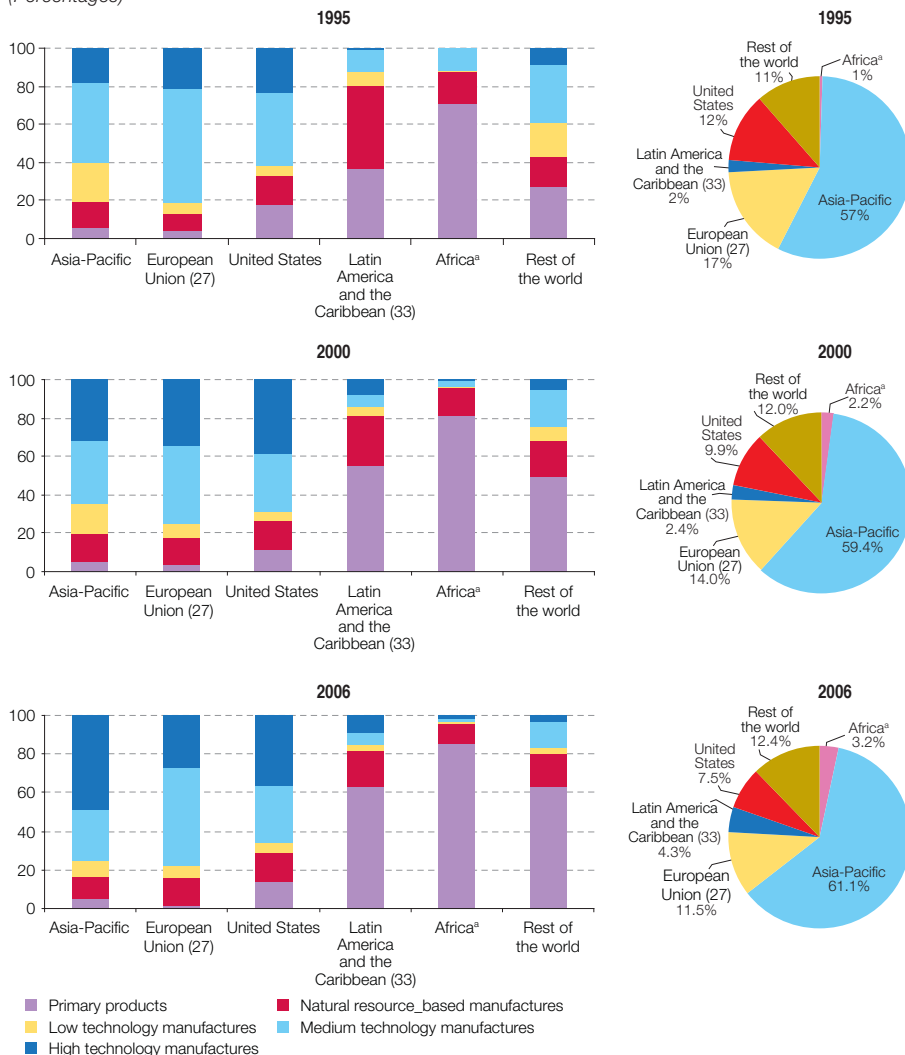 (Percentages)
1995
100
80
60
40
20
0
Asia-Pacific
European
Union (27)
United States
Latin
America
and the
Caribbean (33)
Africaª
Rest of
the world
1995
Rest of
the world
11%
Africaª
1%
United
States
12%
Latin America
and the
Caribbean (33)
2%
European
Union (27)
17%
Asia-Pacific
57%
2000
100
80
60
40
20
0
Asia-Pacific
European
Union (27)
United States
Latin
America
and the
Caribbean (33)
Africaª
Rest of
the world
2000
Rest of
the world
12.0%
Africaª
2.2%
United
States
9.9%
Latin America
and the
Caribbean (33)
2.4%
European
Union (27)
14.0%
Asia-Pacific
59.4%
2006
100
80
60
40
20
0
Asia-Pacific
European
Union (27)
United States
Latin
America
and the
Caribbean (33)
Africaª
Rest of
the world
2006
Rest of
the world
12.4%
Africaª
3.2%
United
States
7.5%
Latin America
and the
Caribbean (33)
4.3%
European
Union (27)
11.5%
Asia-Pacific
61.1%
Primary products
Natural resource_based manufactures
Low technology manufactures
Medium technology manufactures
High technology manufactures